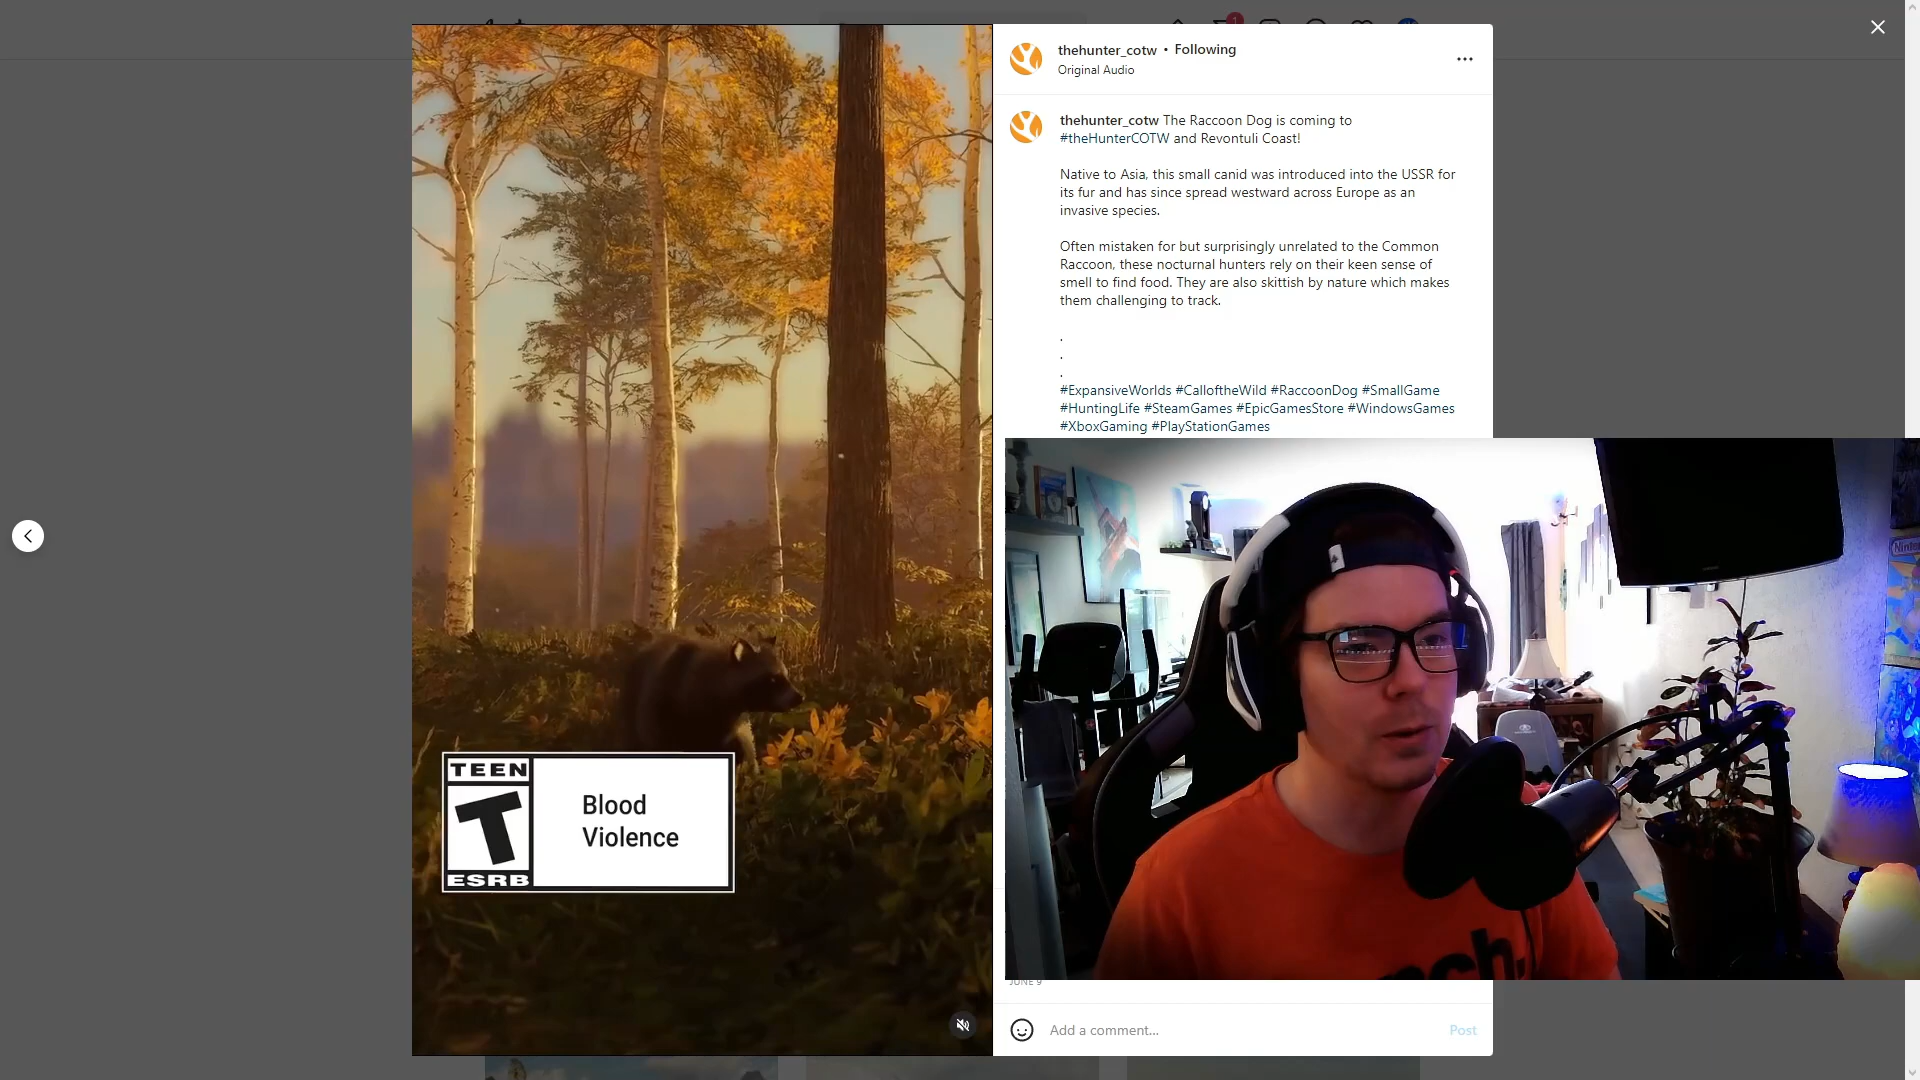 thehunter_cotw • Following
Original Audio
thehunter_cotw The Raccoon Dog is coming to
#theHunterCOTW and Revontuli Coast!
Native to Asia, this small canid was introduced into the USSR for
its fur and has since spread westward across Europe as an
invasive species.
Often mistaken for but surprisingly unrelated to the Common
Raccoon, these nocturnal hunters rely on their keen sense of
smell to find food. They are also skittish by nature which makes
them challenging to track.
.
.
.
#ExpansiveWorlds #CalloftheWild #RaccoonDog #SmallGame
#HuntingLife #SteamGames #EpicGamesStore #WindowsGames
#XboxGaming #PlayStationGames
TEEN
T
ESRB
Blood
Violence
JUNE 9
Add a comment...
Post